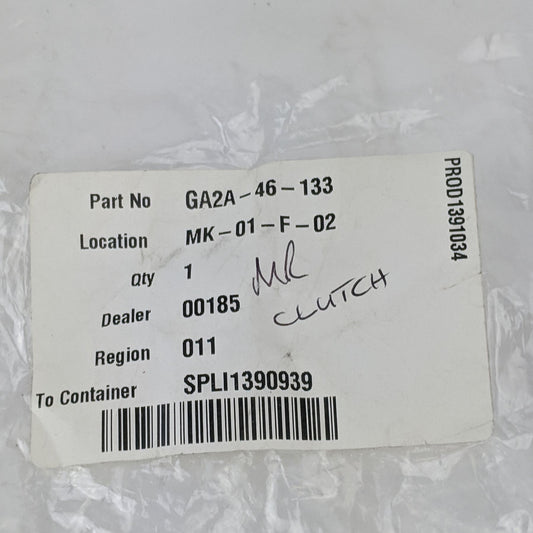 Part No GA2A-46-133
Location MK-01-F-02
Qty 1
MR
Dealer 00185
CLUTCH
Region 011
To Container SPLI1390939
PROD1391034